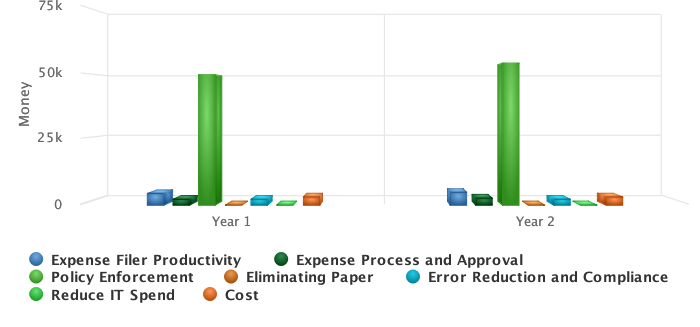 75k
50k
25k
0
Money
Year 1 Year 2
Expense Filer Productivity Expense Process and Approval
Policy Enforcement Eliminating Paper Error Reduction and Compliance
Reduce IT Spend Cost